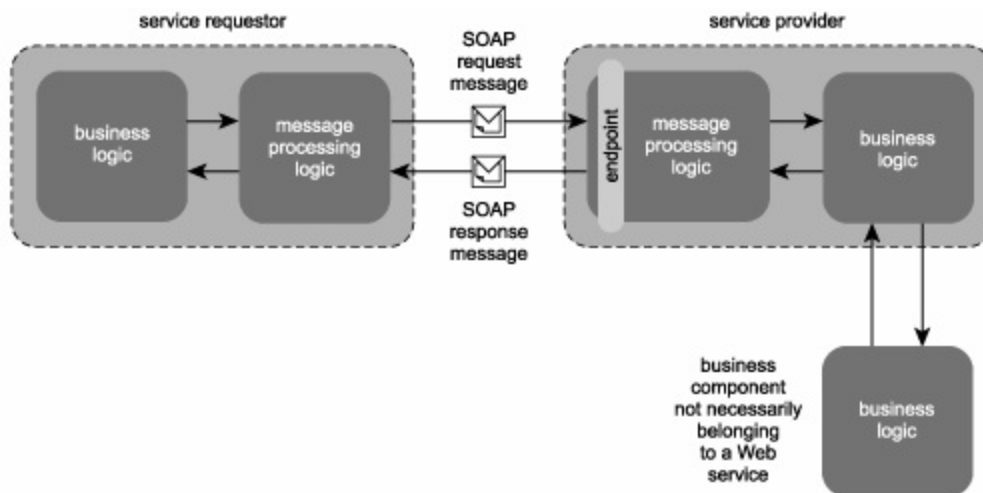 service requestor
service provider
SOAP
request
message
business
logic
message
processing
logic
endpoint
message
processing
logic
business
logic
SOAP
response
message
business
component
not necessarily
belonging
to a Web
service
business
logic